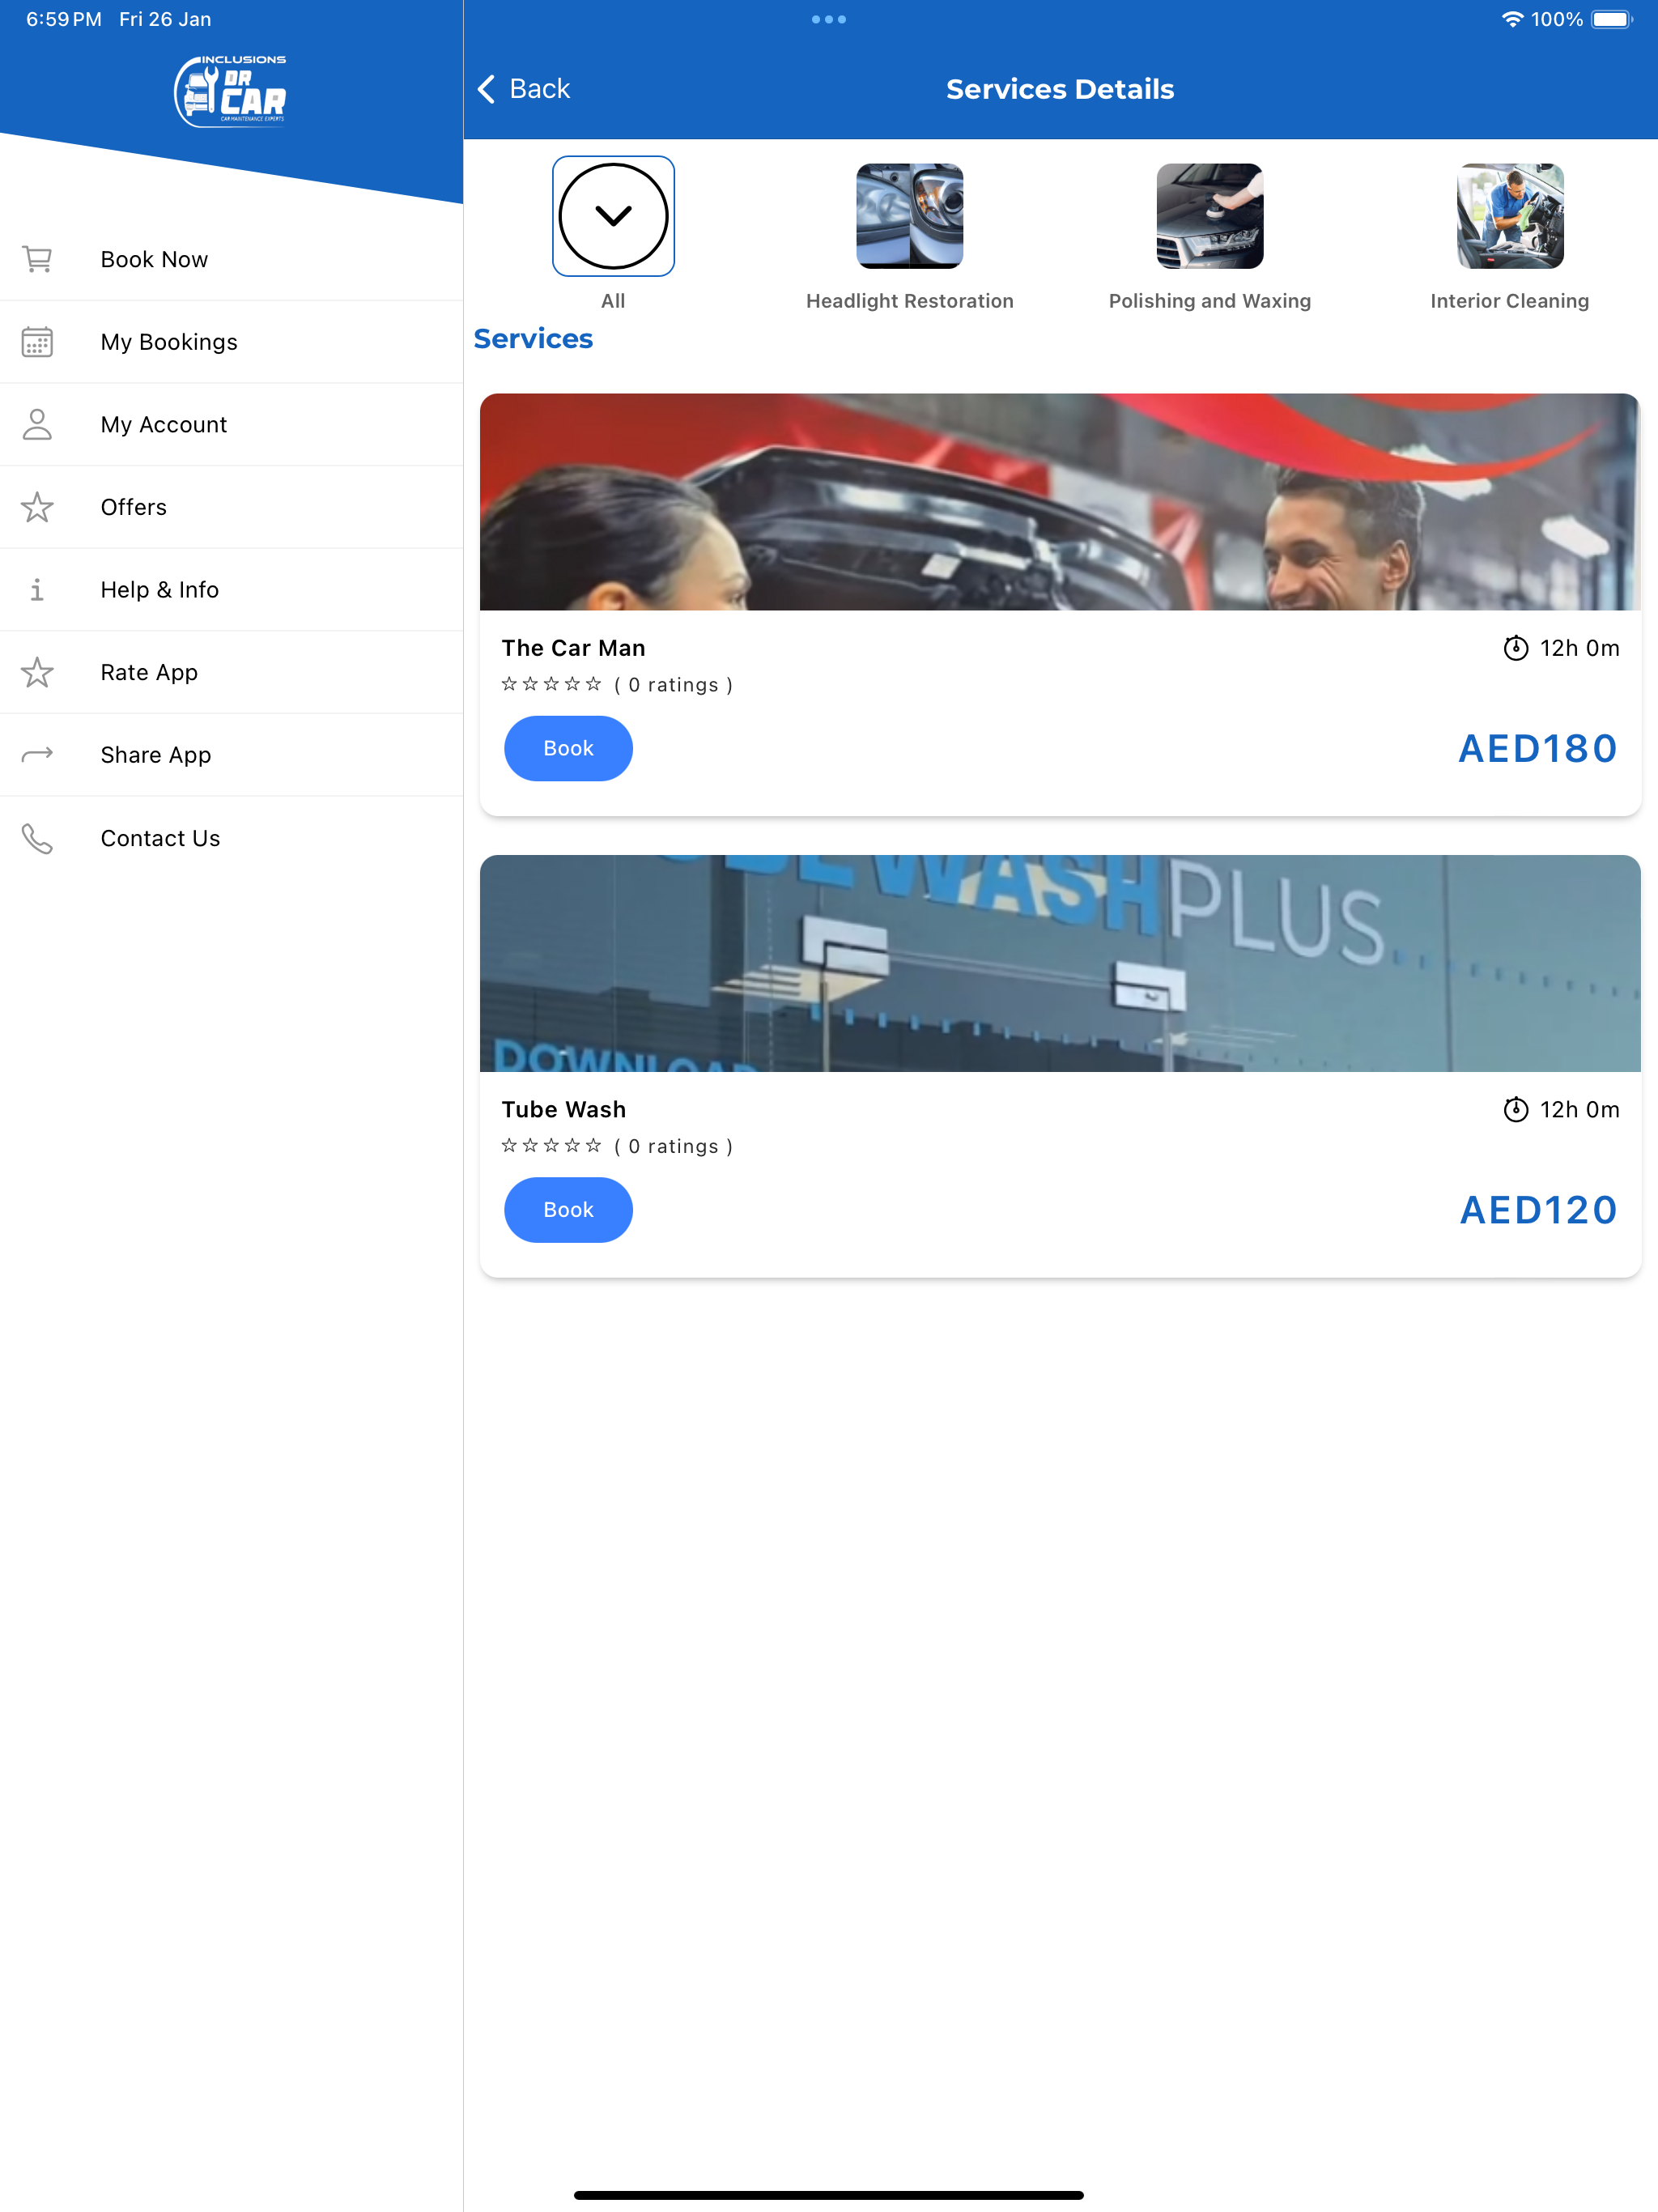 6:59 PM Fri 26 Jan
100%
INCLUSIONS
DR
CAR
CAR MAINTENANCE EXPERTS
Back
Services Details
Book Now
My Bookings
My Account
Offers
Help & Info
Rate App
Share App
Contact Us
All
Headlight Restoration
Polishing and Waxing
Interior Cleaning
Services
The Car Man
12h 0m
( 0 ratings )
Book
AED180
WASHPLUS
DOWNLOAD
Tube Wash
12h 0m
( 0 ratings )
Book
AED120